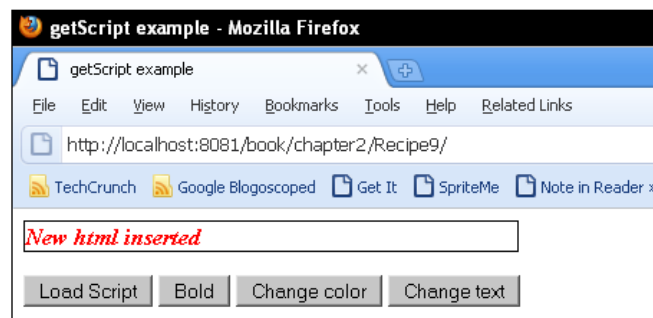 getScript example - Mozilla Firefox
getScript example
File Edit View History Bookmarks Tools Help Related Links
http://localhost:8081/book/chapter2/Recipe9/
TechCrunch Google Blogoscoped Get It SpriteMe Note in Reader »
New html inserted
Load Script Bold Change color Change text